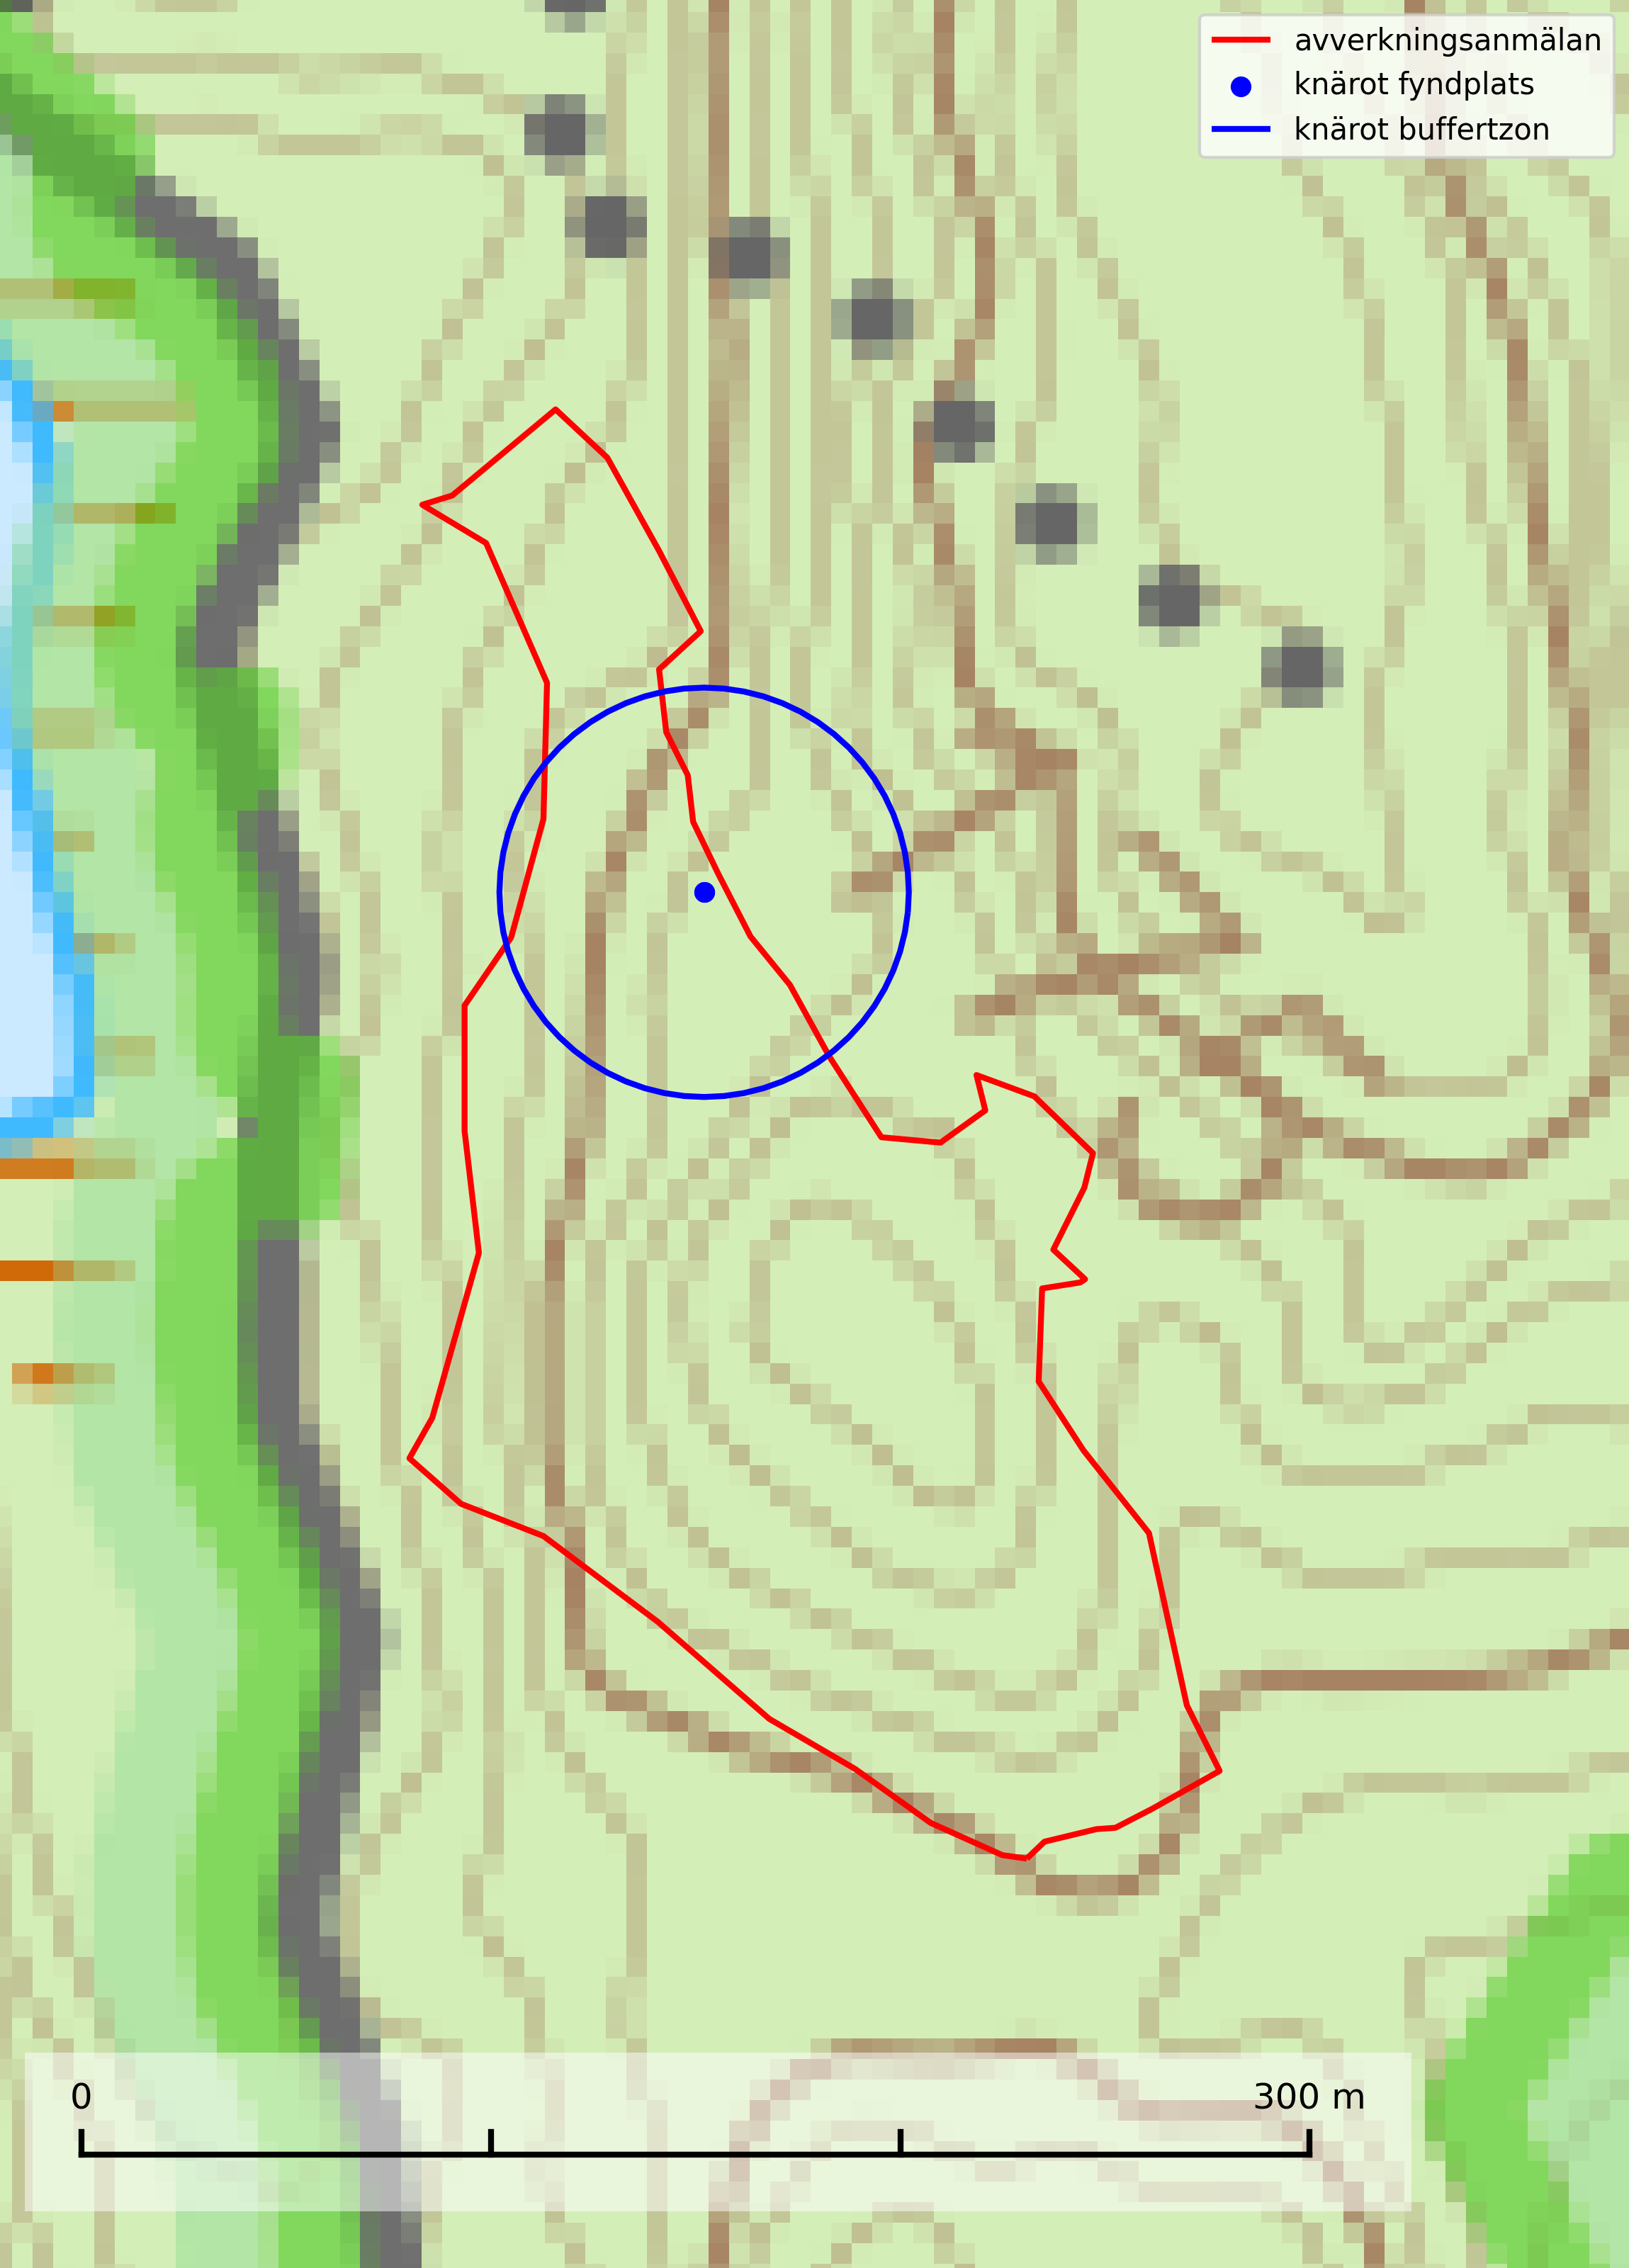 avverkningsanmälan
knärot fyndplats
knärot buffertzon
0 300 m